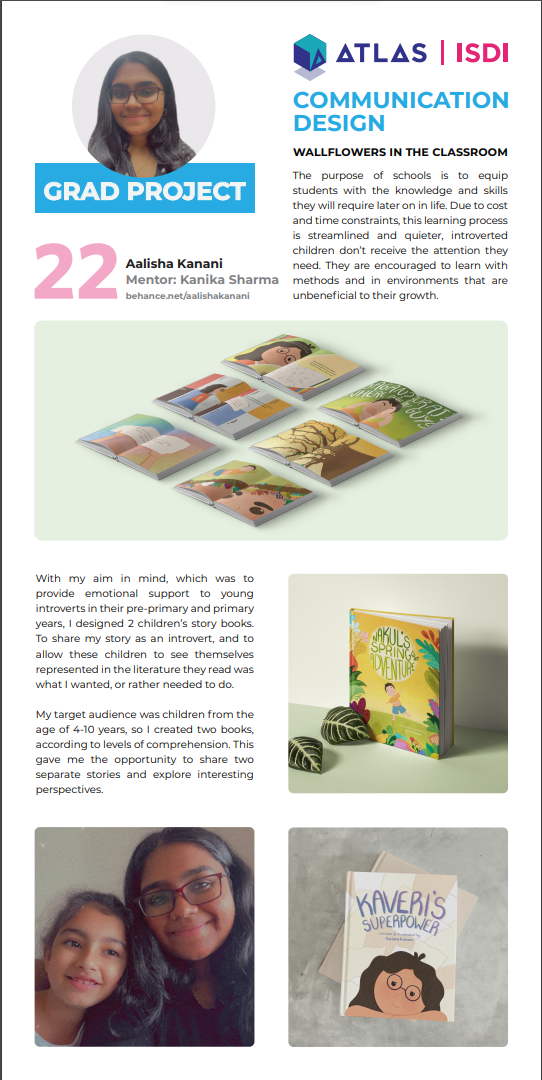 ATLAS | ISDI
COMMUNICATION
DESIGN
WALLFLOWERS IN THE CLASSROOM
The purpose of schools is to equip
students with the knowledge and skills
they will require later on in life. Due to cost
and time constraints, this learning process
is streamlined and quieter, introverted
children don't receive the attention they
need. They are encouraged to learn with
methods and in environments that are
unbeneficial to their growth.
GRAD PROJECT
22
Aalisha Kanani
Mentor: Kanika Sharma
behance.net/aalishakanani
With my aim in mind, which was to
provide emotional support to young
introverts in their pre-primary and primary
years, I designed 2 children's story books.
To share my story as an introvert, and to
allow these children to see themselves
represented in the literature they read was
what I wanted, or rather needed to do.
My target audience was children from the
age of 4-10 years, so I created two books,
according to levels of comprehension. This
gave me the opportunity to share two
separate stories and explore interesting
perspectives.
NAKUL'S
SPRING
ADVENTURE
KAVERI'S
SUPERPOWER